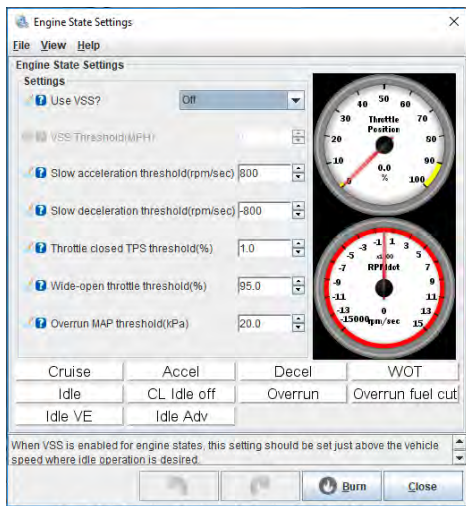 Engine State Settings
File View Help
Engine State Settings
Settings
Use VSS? Off
VSS Threshold(MPH)
Slow acceleration threshold(rpm/sec) 800
Slow deceleration threshold(rpm/sec) -800
Throttle closed TPS threshold(%) 1.0
Wide-open throttle threshold(%) 95.0
Overrun MAP threshold(kPa) 20.0
40 50 60
30 Throttle 70
Position
20 80
10 90
0 0.0 100
%
-1 1
-3 x1000 3
-5 5
-7 RPMdot 7
-9 9
-11 11
-13 0 13
-15000 rpm/sec 15
Cruise Accel Decel WOT
Idle CL Idle off Overrun Overrun fuel cut
Idle VE Idle Adv
When VSS is enabled for engine states, this setting should be set just above the vehicle
speed where idle operation is desired.
Burn Close